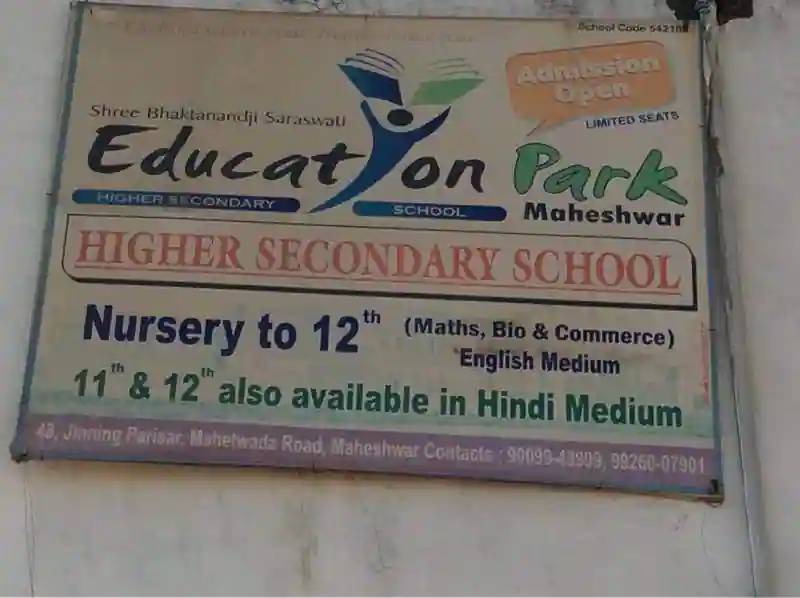 School Code 54218
Admission
Open
LIMITED SEATS
Shree Bhaktanandji Saraswati
Education Park
HIGHER SECONDARY SCHOOL
Maheshwar
HIGHER SECONDARY SCHOOL
Nursery to 12th (Maths, Bio & Commerce)
English Medium
11th & 12th also available in Hindi Medium
48, Jinning Parisar, Mahetwada Road, Maheshwar Contacts : 90099-43909, 99260-07901